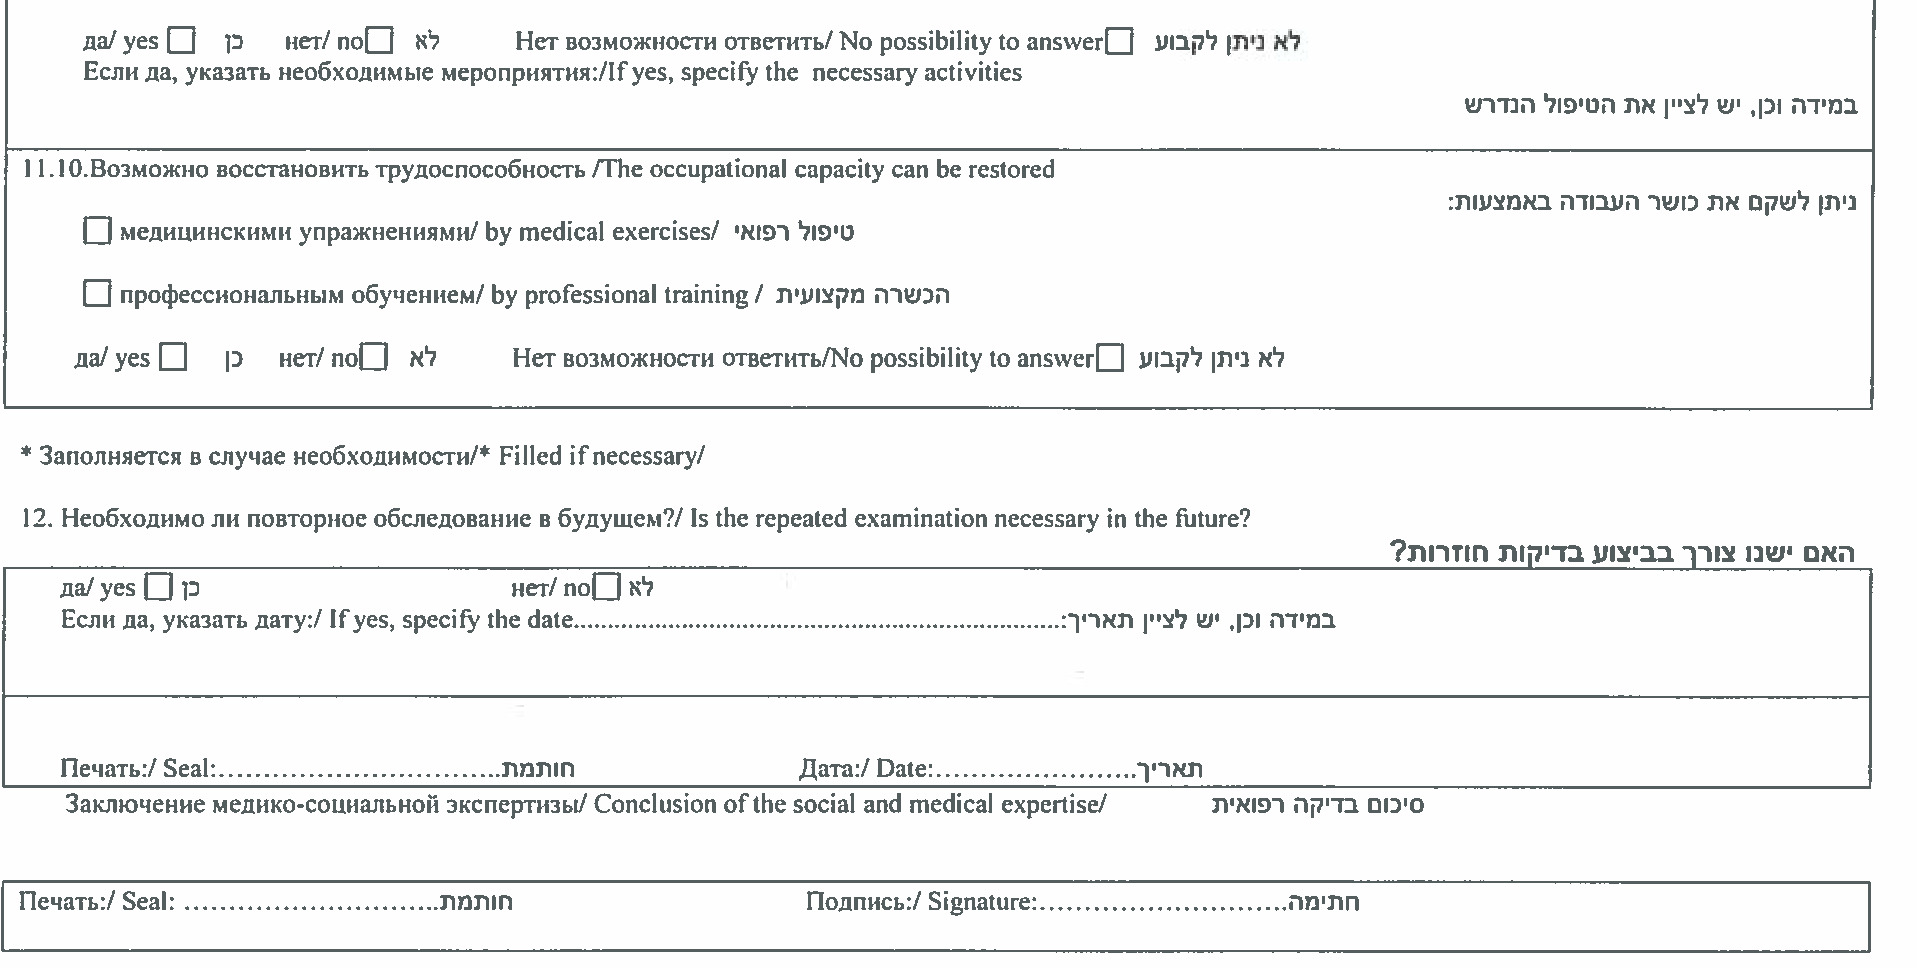 да/ yes ☐ כן нет/ no☐ לא Нет возможности ответить/ No possibility to answer☐ לא ניתן לקבוע
Если да, указать необходимые мероприятия:/If yes, specify the necessary activities
במידה וכן, יש לציין את הטיפול הנדרש
11.10.Возможно восстановить трудоспособность /The occupational capacity can be restored
ניתן לשקם את כושר העבודה באמצעות:
☐ медицинскими упражнениями/ by medical exercises/ טיפול רפואי
☐ профессиональным обучением/ by professional training / הכשרה מקצועית
да/ yes ☐ כן нет/ no☐ לא Нет возможности ответить/No possibility to answer☐ לא ניתן לקבוע
* Заполняется в случае необходимости/* Filled if necessary/
12. Необходимо ли повторное обследование в будущем?/ Is the repeated examination necessary in the future?
האם ישנו צורך בביצוע בדיקות חוזרות?
да/ yes ☐ כן нет/ no☐ לא
Если да, указать дату:/ If yes, specify the date.......................................................................... במידה וכן, יש לציין תאריך:
Печать:/ Seal:................................חותמת Дата:/ Date:.......................תאריך
Заключение медико-социальной экспертизы/ Conclusion of the social and medical expertise/ סיכום בדיקה רפואית
Печать:/ Seal: .............................חותמת Подпись:/ Signature:............................חתימה